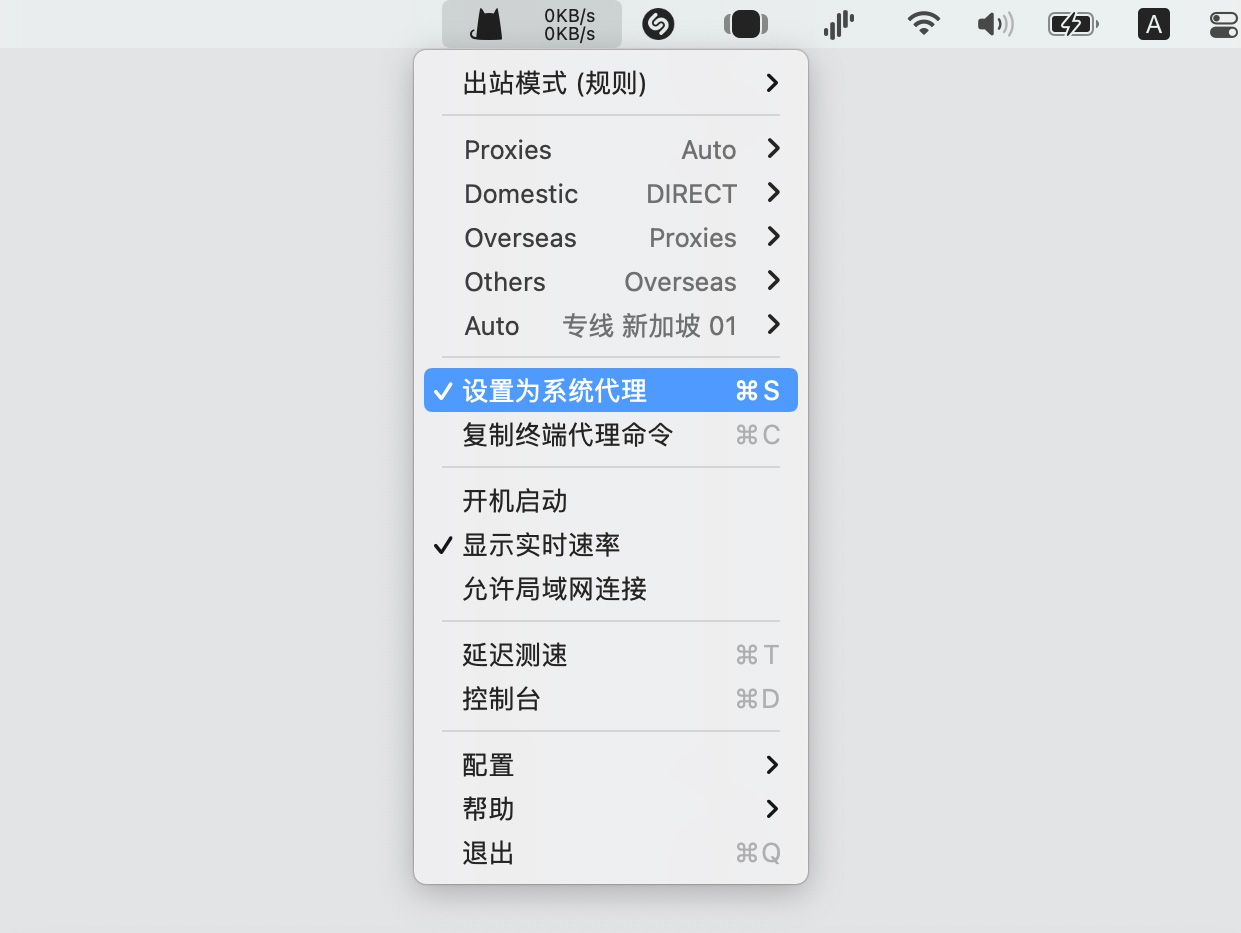 0KB/s
0KB/s
A
出站模式 (规则)
Proxies Auto
Domestic DIRECT
Overseas Proxies
Others Overseas
Auto 专线 新加坡 01
✓ 设置为系统代理 ⌘S
复制终端代理命令 ⌘C
开机启动
✓ 显示实时速率
允许局域网连接
延迟测速 ⌘T
控制台 ⌘D
配置
帮助
退出 ⌘Q